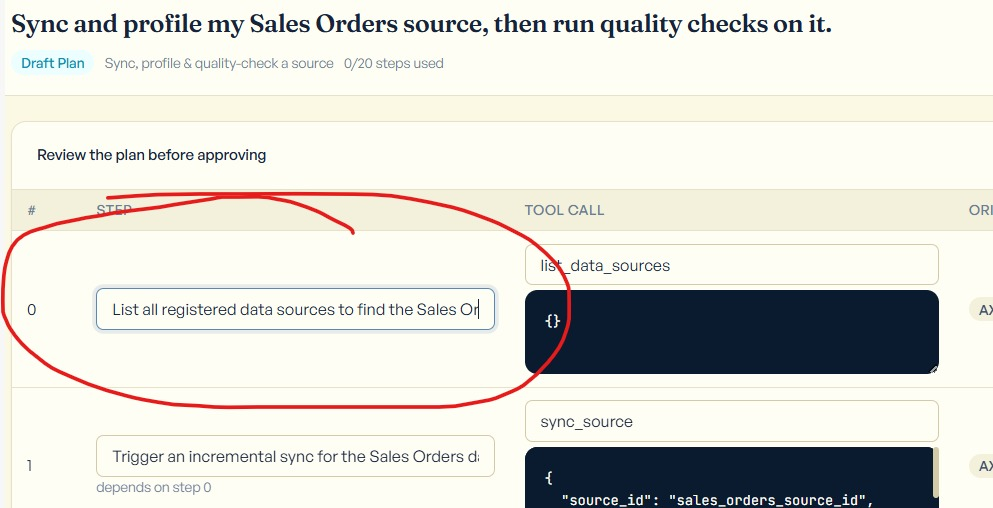 Sync and profile my Sales Orders source, then run quality checks on it.
Draft Plan Sync, profile & quality-check a source 0/20 steps used
Review the plan before approving
# STEP TOOL CALL ORI
list_data_sources
0 List all registered data sources to find the Sales Or
{}
AX
sync_source
1 Trigger an incremental sync for the Sales Orders da
depends on step 0
{
"source_id": "sales_orders_source_id",
AX